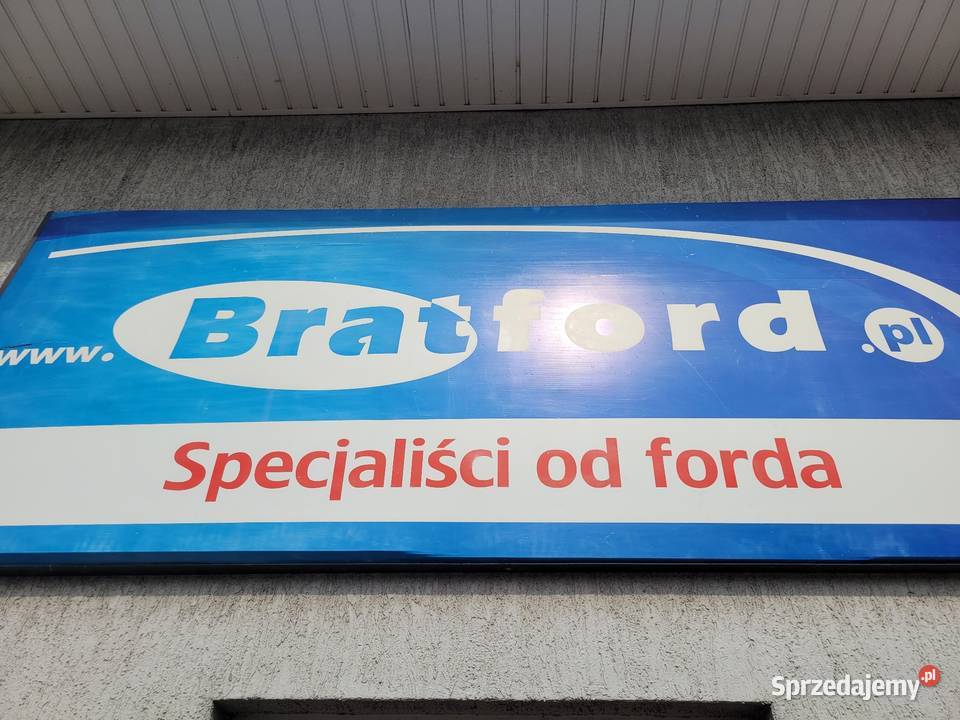 www.Bratford.pl
Specjaliści od forda
Sprzedajemy.pl